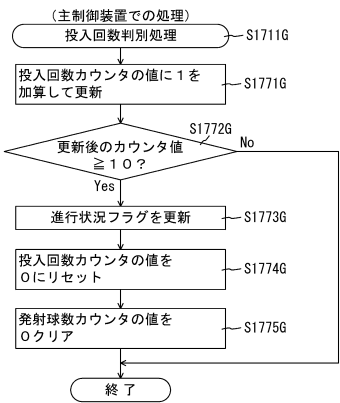 （主制御装置での処理）
投入回数判別処理
S1711G
投入回数カウンタの値に１を
加算して更新
S1771G
更新後のカウンタ値
≧１０？
S1772G
No
Yes
進行状況フラグを更新
S1773G
投入回数カウンタの値を
０にリセット
S1774G
発射球数カウンタの値を
０クリア
S1775G
終了